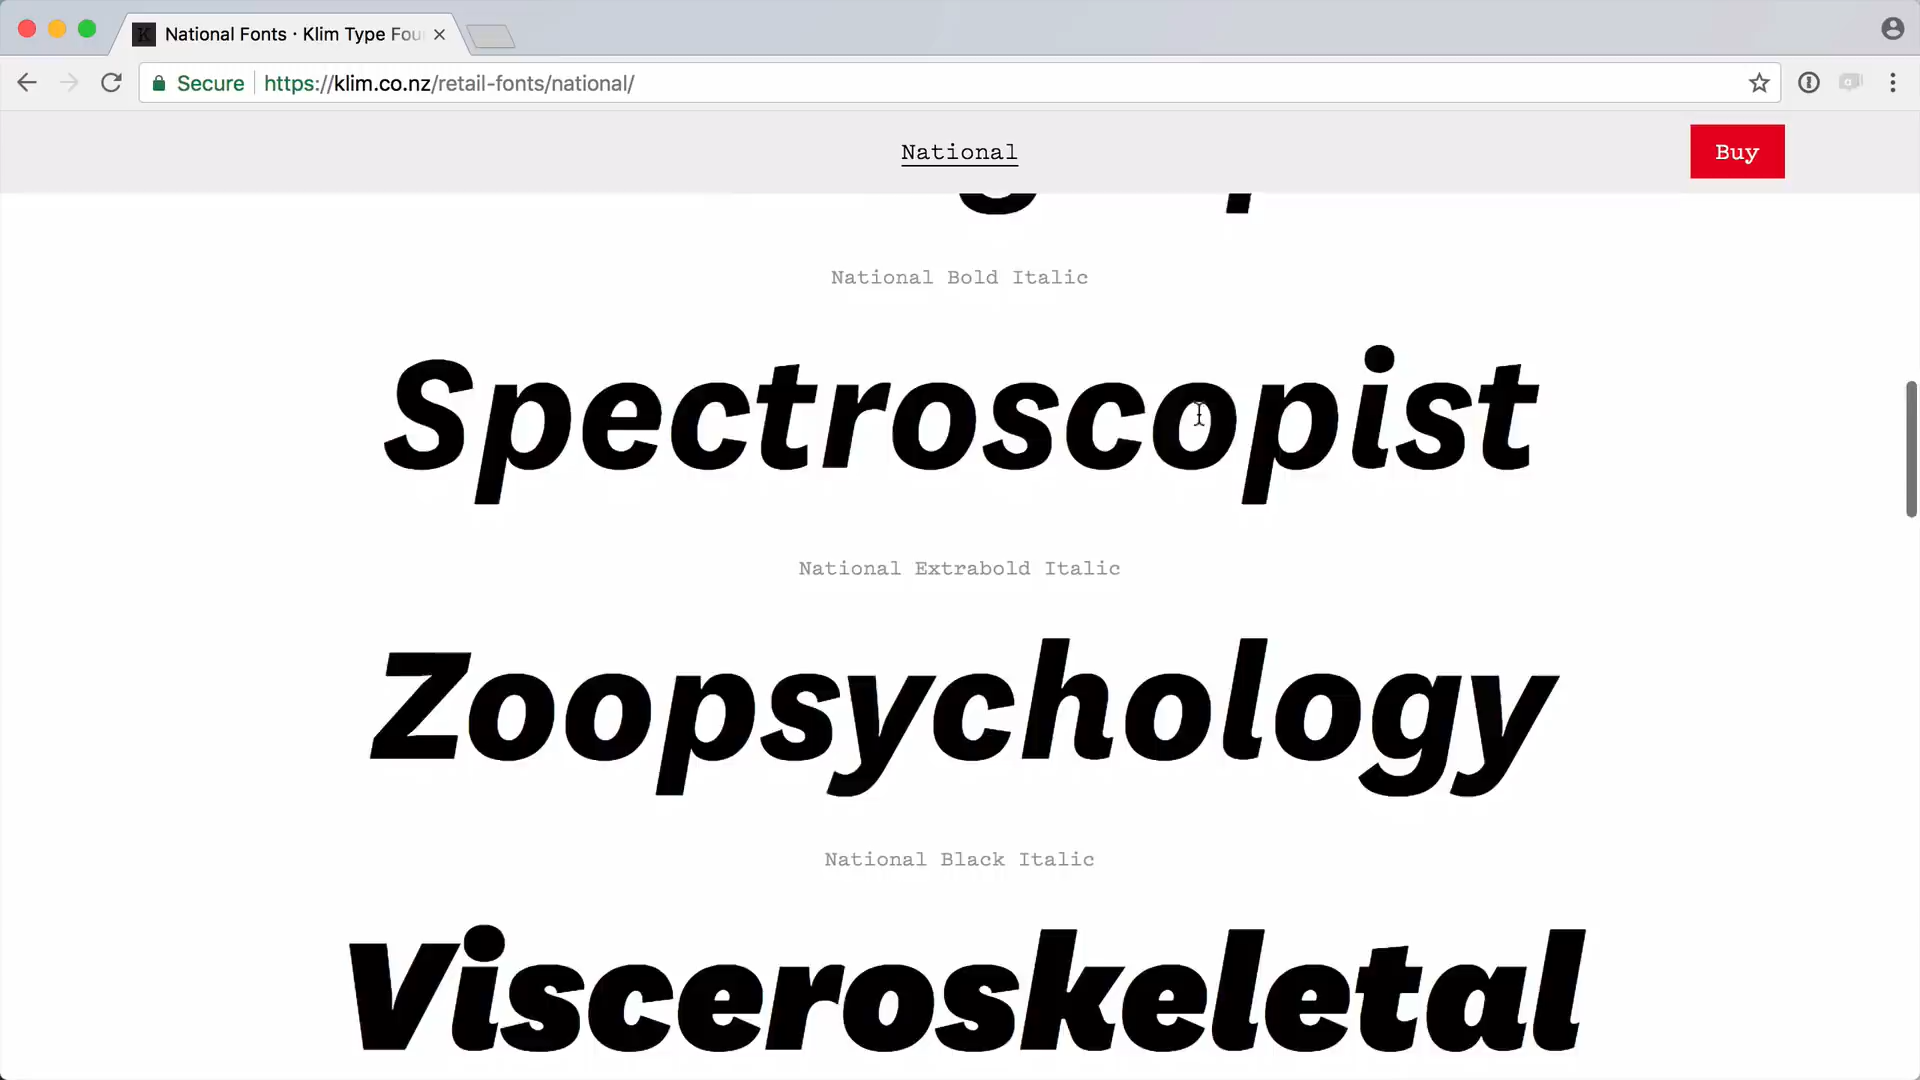 National Fonts · Klim Type Fou
Secure https://klim.co.nz/retail-fonts/national/
National
Buy
National Bold Italic
Spectroscopist
National Extrabold Italic
Zoopsychology
National Black Italic
Visceroskeletal